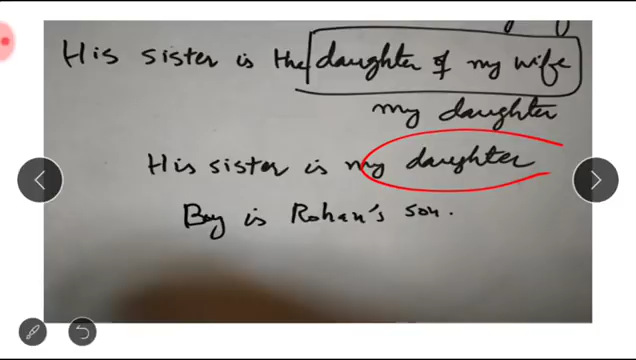 His sister is the daughter of my wife
my daughter
His sister is my daughter
Boy is Rohan's son.